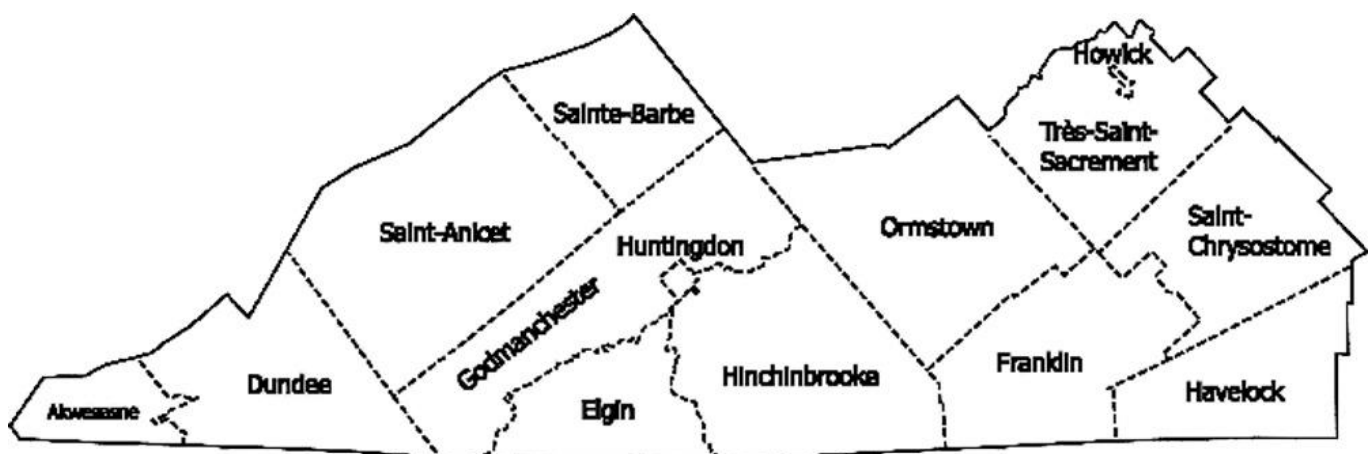 Howick
Sainte-Barbe
Très-Saint-
Sacrement
Saint-Anicet
Huntingdon
Ormstown
Saint-
Chrysostome
Godmanchester
Akwesasne
Dundee
Elgin
Hinchinbrooke
Franklin
Havelock